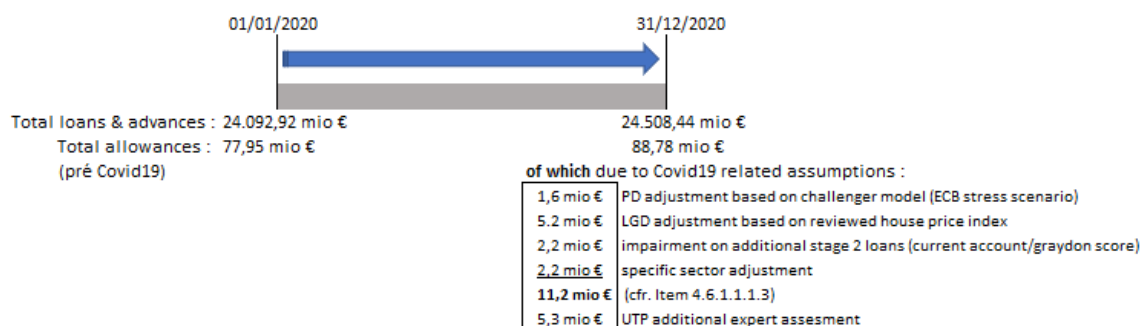 01/01/2020 31/12/2020
Total loans & advances : 24.092,92 mio € 24.508,44 mio €
Total allowances : 77,95 mio € 88,78 mio €
(pré Covid19)
of which due to Covid19 related assumptions :
1,6 mio € PD adjustment based on challenger model (ECB stress scenario)
5.2 mio € LGD adjustment based on reviewed house price index
2,2 mio € impairment on additional stage 2 loans (current account/graydon score)
2,2 mio € specific sector adjustment
11,2 mio € (cfr. Item 4.6.1.1.1.3)
5,3 mio € UTP additional expert assesment